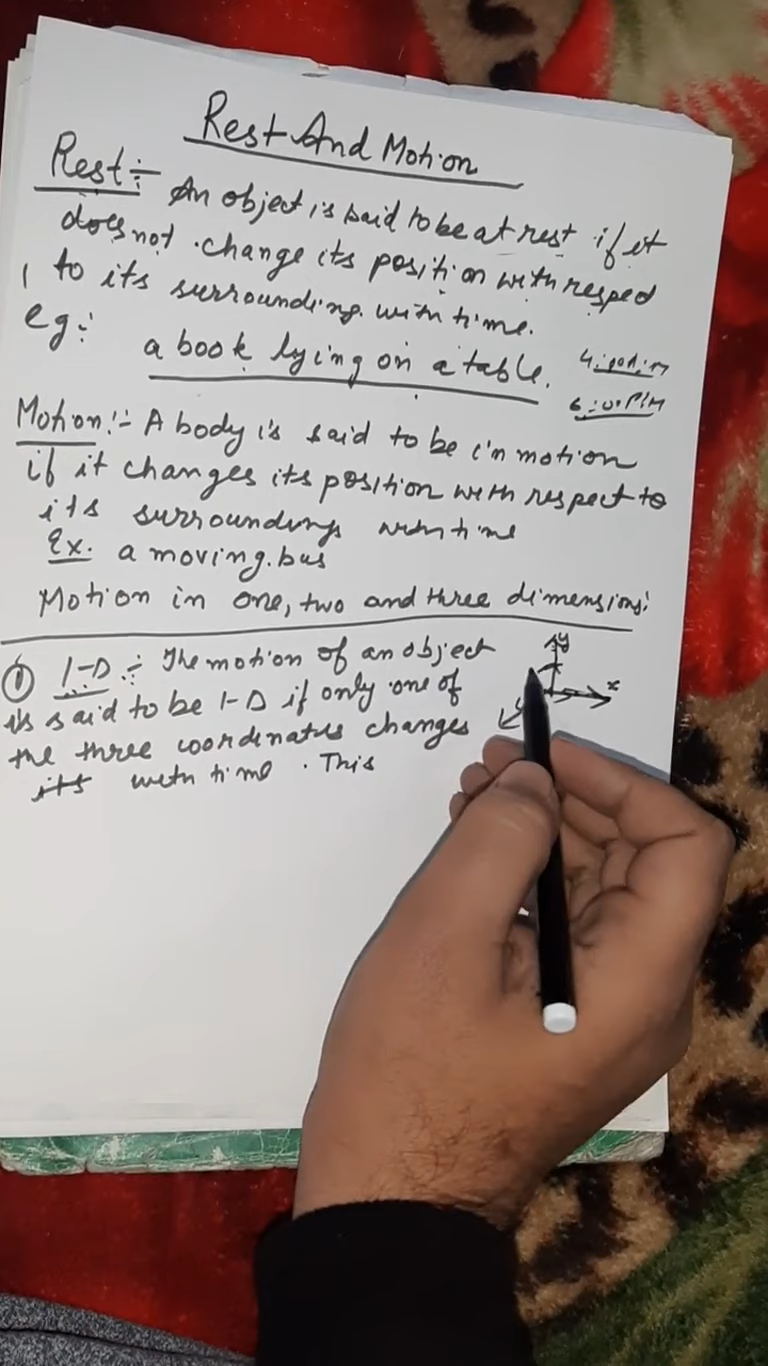 Rest And Motion
Rest :- An object is said to be at rest if it
does not change its position with resped
to its surrounding with time.
eg:
a book lying on a table.
6:00 P/M
Motion :- A body is said to be in motion
if it changes its position with respect to
its surroundings with time
Ex. a moving bus
Motion in one, two and three dimensions:
① 1-D :- The motion of an object
is said to be 1-D if only one of
the three coordinates changes
its with time. This
y
x